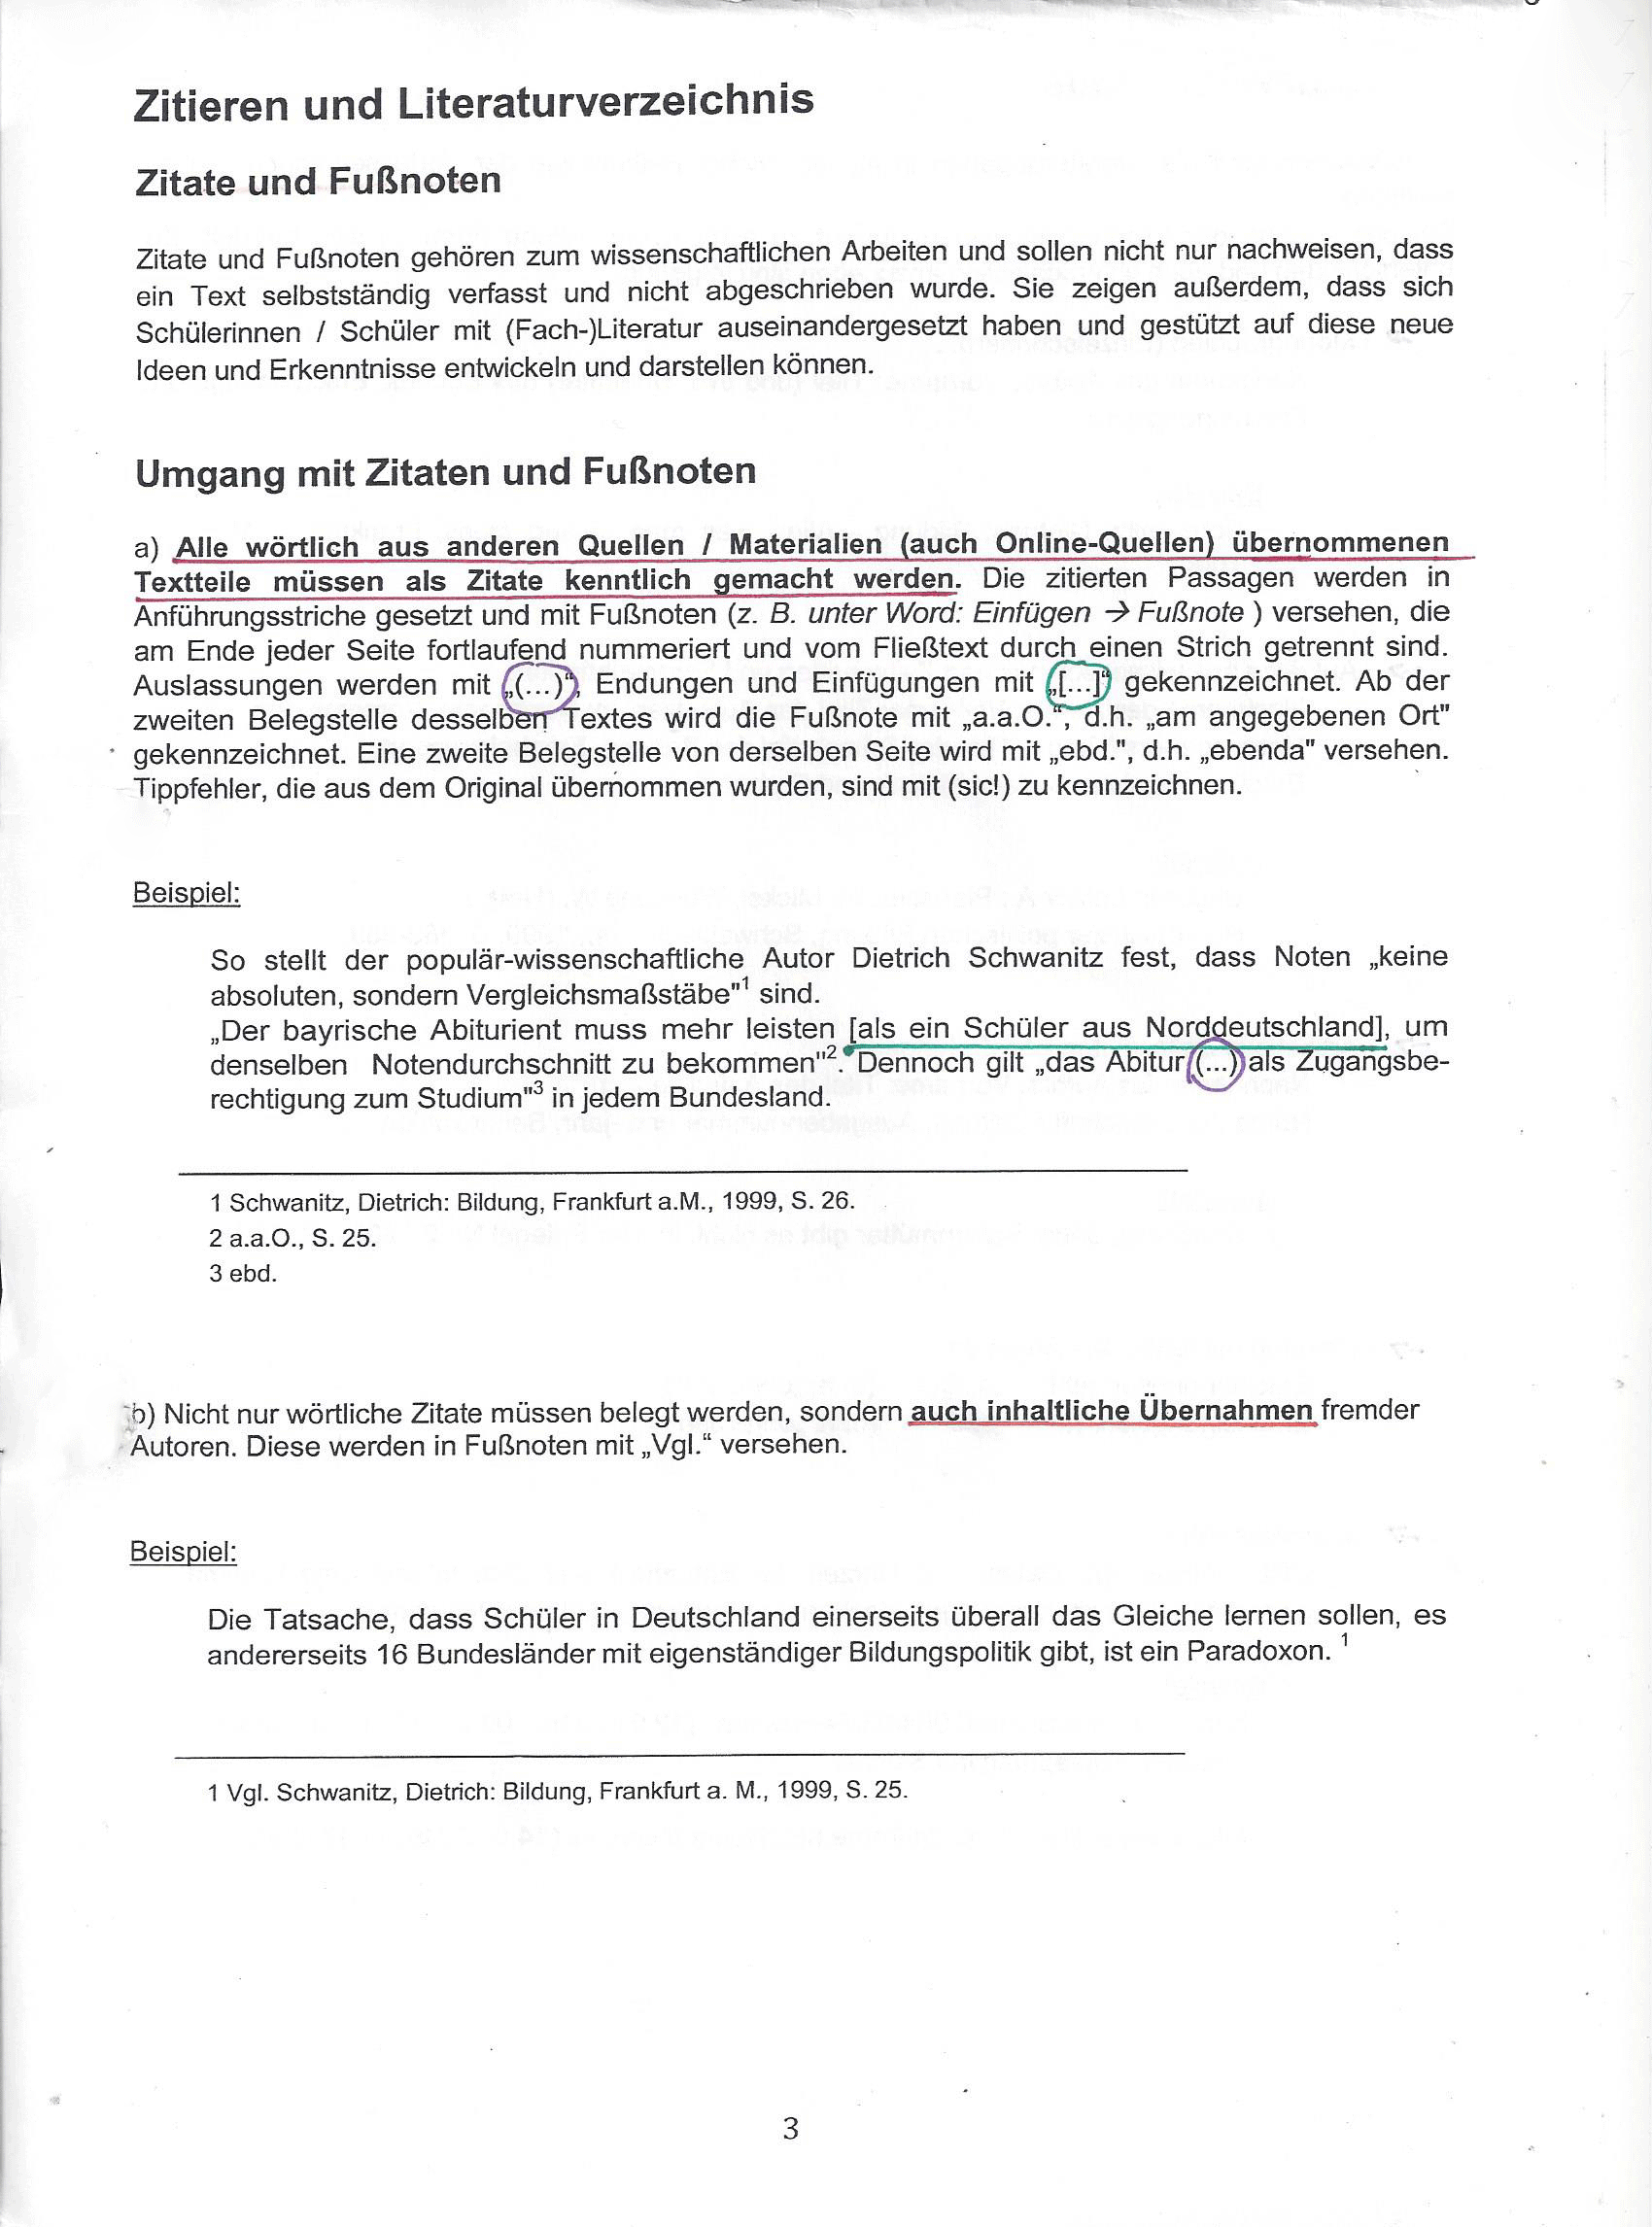 Zitieren und Literaturverzeichnis
Zitate und Fußnoten
Zitate und Fußnoten gehören zum wissenschaftlichen Arbeiten und sollen nicht nur nachweisen, dass
ein Text selbstständig verfasst und nicht abgeschrieben wurde. Sie zeigen außerdem, dass sich
Schülerinnen / Schüler mit (Fach-)Literatur auseinandergesetzt haben und gestützt auf diese neue
Ideen und Erkenntnisse entwickeln und darstellen können.
Umgang mit Zitaten und Fußnoten
a) Alle wörtlich aus anderen Quellen / Materialien (auch Online-Quellen) übernommenen
Textteile müssen als Zitate kenntlich gemacht werden. Die zitierten Passagen werden in
Anführungsstriche gesetzt und mit Fußnoten (z. B. unter Word: Einfügen → Fußnote ) versehen, die
am Ende jeder Seite fortlaufend nummeriert und vom Fließtext durch einen Strich getrennt sind.
Auslassungen werden mit „(...)“, Endungen und Einfügungen mit „[...]“ gekennzeichnet. Ab der
zweiten Belegstelle desselben Textes wird die Fußnote mit „a.a.O.“, d.h. „am angegebenen Ort"
gekennzeichnet. Eine zweite Belegstelle von derselben Seite wird mit „ebd.", d.h. „ebenda" versehen.
Tippfehler, die aus dem Original übernommen wurden, sind mit (sic!) zu kennzeichnen.
Beispiel:
So stellt der populär-wissenschaftliche Autor Dietrich Schwanitz fest, dass Noten „keine
absoluten, sondern Vergleichsmaßstäbe"¹ sind.
„Der bayrische Abiturient muss mehr leisten [als ein Schüler aus Norddeutschland], um
denselben Notendurchschnitt zu bekommen"². Dennoch gilt „das Abitur (...) als Zugangsbe-
rechtigung zum Studium"³ in jedem Bundesland.
1 Schwanitz, Dietrich: Bildung, Frankfurt a.M., 1999, S. 26.
2 a.a.O., S. 25.
3 ebd.
b) Nicht nur wörtliche Zitate müssen belegt werden, sondern auch inhaltliche Übernahmen fremder
Autoren. Diese werden in Fußnoten mit „Vgl.“ versehen.
Beispiel:
Die Tatsache, dass Schüler in Deutschland einerseits überall das Gleiche lernen sollen, es
andererseits 16 Bundesländer mit eigenständiger Bildungspolitik gibt, ist ein Paradoxon. ¹
1 Vgl. Schwanitz, Dietrich: Bildung, Frankfurt a. M., 1999, S. 25.
3